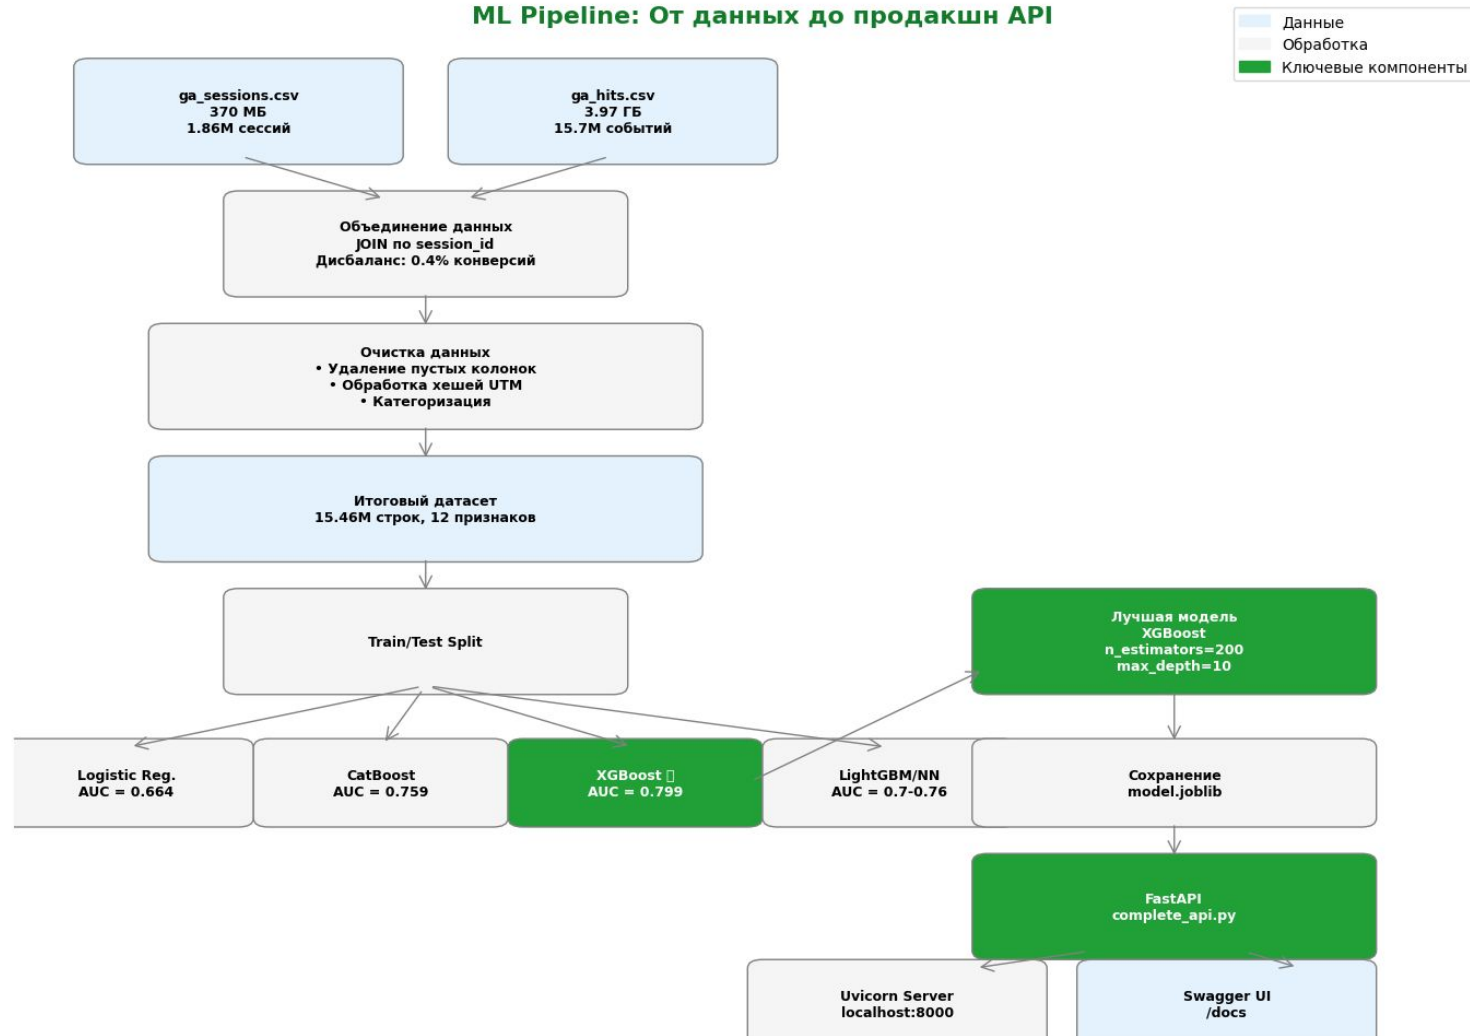 ML Pipeline: От данных до продакшн API
Данные
Обработка
Ключевые компоненты
ga_sessions.csv
370 МБ
1.86M сессий
ga_hits.csv
3.97 ГБ
15.7M событий
Объединение данных
JOIN по session_id
Дисбаланс: 0.4% конверсий
Очистка данных
• Удаление пустых колонок
• Обработка хешей UTM
• Категоризация
Итоговый датасет
15.46M строк, 12 признаков
Train/Test Split
Лучшая модель
XGBoost
n_estimators=200
max_depth=10
Logistic Reg.
AUC = 0.664
CatBoost
AUC = 0.759
XGBoost
AUC = 0.799
LightGBM/NN
AUC = 0.7-0.76
Сохранение
model.joblib
FastAPI
complete_api.py
Uvicorn Server
localhost:8000
Swagger UI
/docs